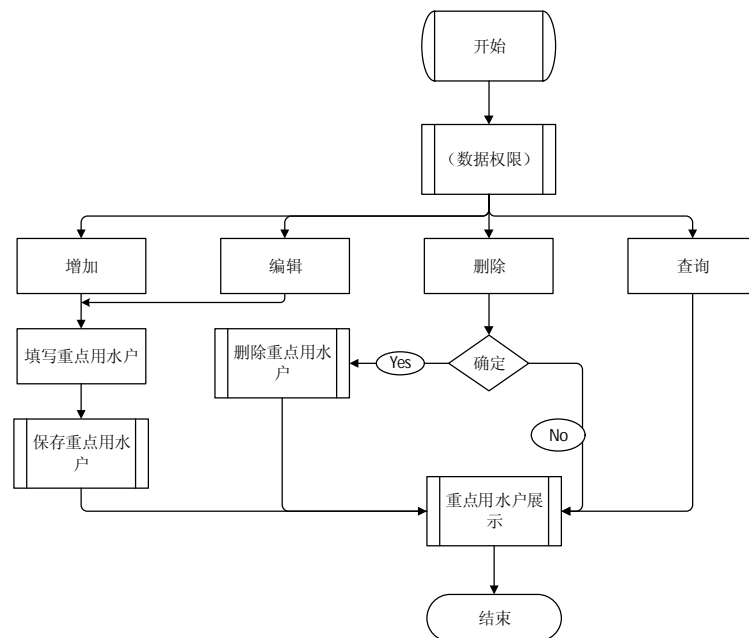 开始
（数据权限）
增加
编辑
删除
查询
填写重点用水户
删除重点用水
户
Yes
确定
保存重点用水
户
No
重点用水户展
示
结束